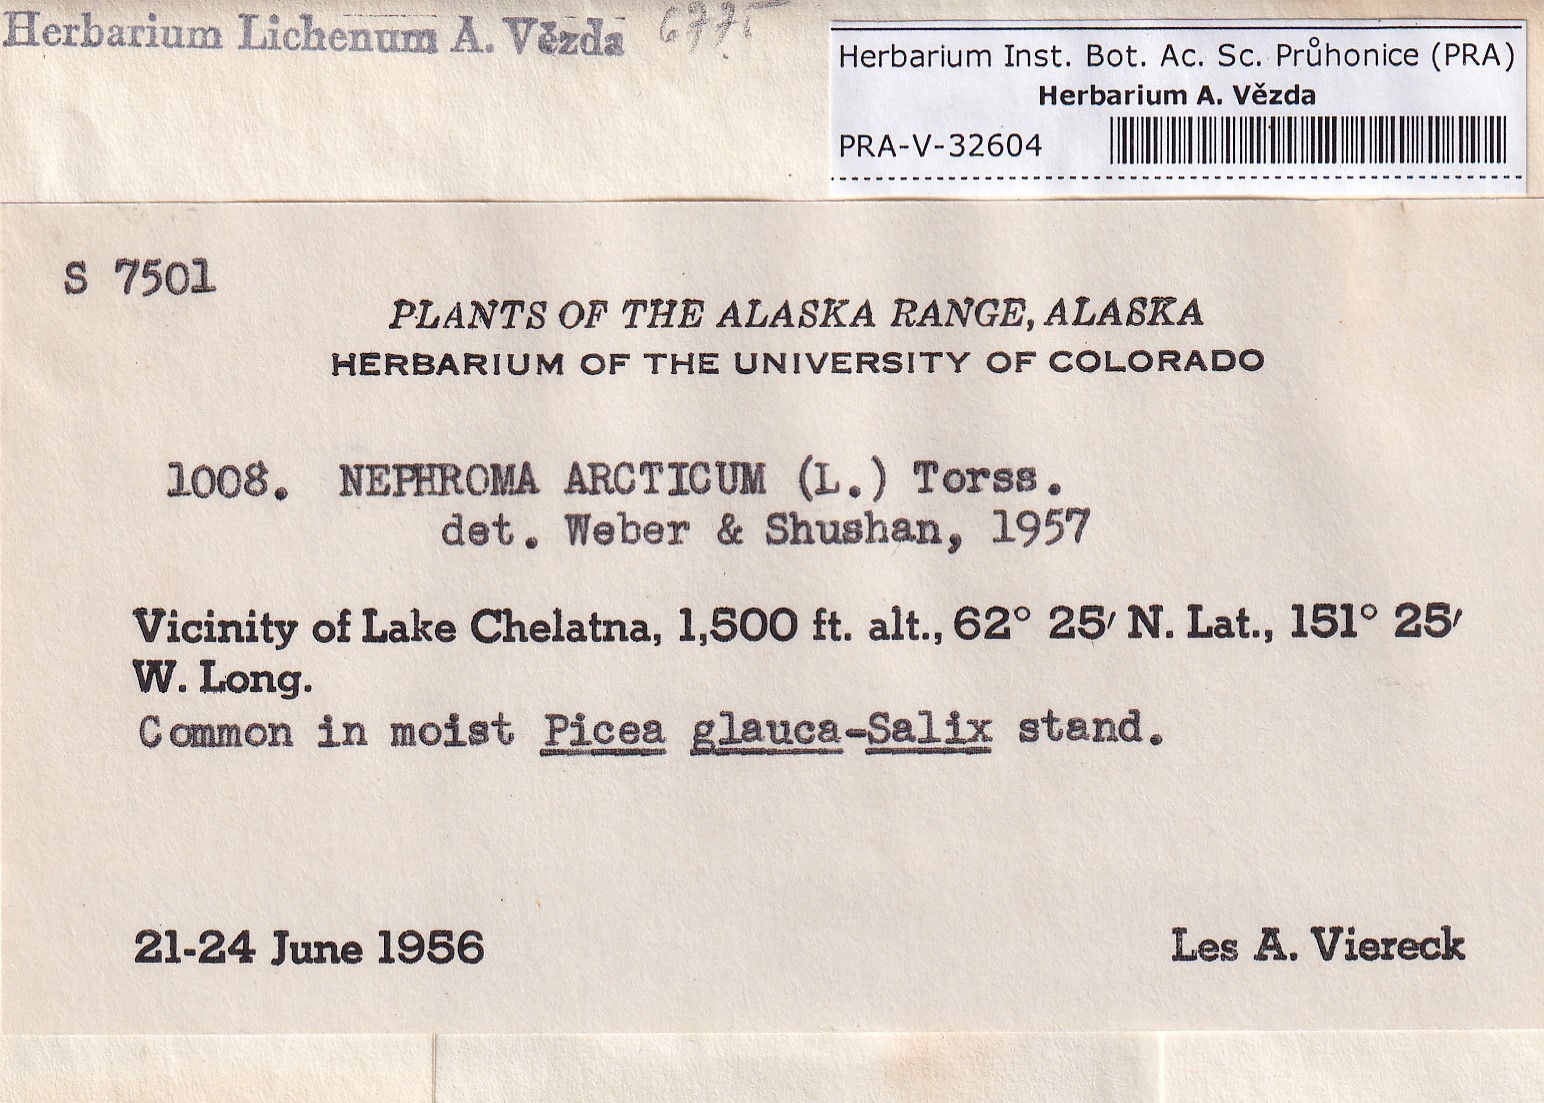 Herbarium Lichenum A. Vězda 6775
Herbarium Inst. Bot. Ac. Sc. Průhonice (PRA)
Herbarium A. Vězda
PRA-V-32604
S 7501
PLANTS OF THE ALASKA RANGE, ALASKA
HERBARIUM OF THE UNIVERSITY OF COLORADO
1008. NEPHROMA ARCTICUM (L.) Torss.
det. Weber & Shushan, 1957
Vicinity of Lake Chelatna, 1,500 ft. alt., 62° 25′ N. Lat., 151° 25′
W. Long.
Common in moist Picea glauca-Salix stand.
21-24 June 1956
Les A. Viereck